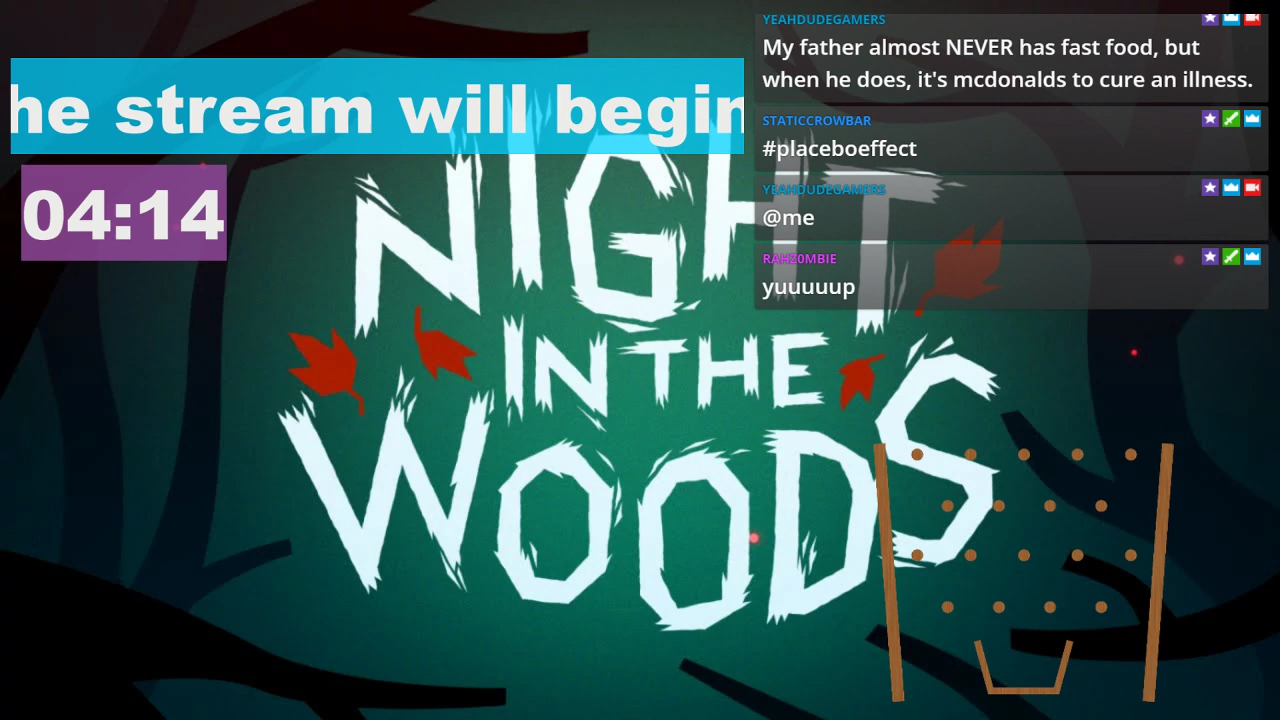 he stream will begin
04:14
NIGHT
IN THE
WOODS
YEAHDUDEGAMERS
My father almost NEVER has fast food, but
when he does, it's mcdonalds to cure an illness.
STATICCROWBAR
#placeboeffect
YEAHDUDEGAMERS
@me
RAHZ0MBIE
yuuuuup